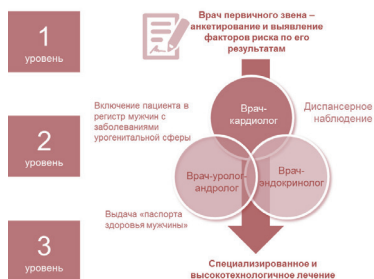 1
уровень
Врач первичного звена –
анкетирование и выявление
факторов риска по его
результатам
Включение пациента в
регистр мужчин с
заболеваниями
урогенитальной сферы
Врач-
кардиолог
Диспансерное
наблюдение
2
уровень
Врач-уролог-
андролог
Врач-
эндокринолог
Выдача «паспорта
здоровья мужчины»
3
уровень
Специализированное и
высокотехнологичное лечение